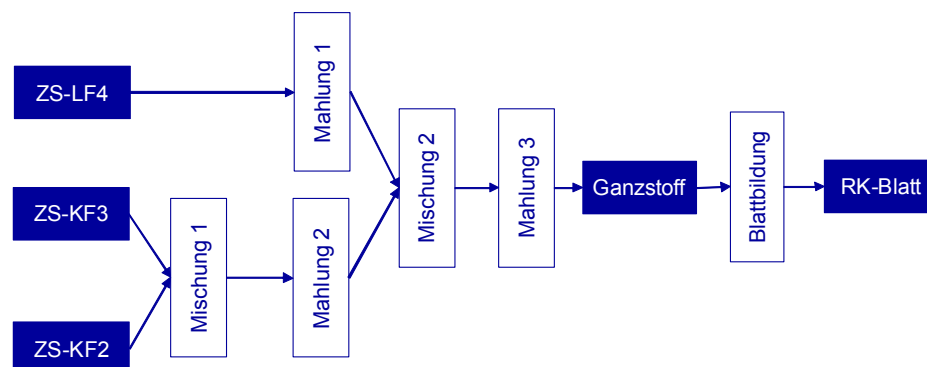 ZS-LF4
Mahlung 1
ZS-KF3
ZS-KF2
Mischung 1
Mahlung 2
Mischung 2
Mahlung 3
Ganzstoff
Blattbildung
RK-Blatt